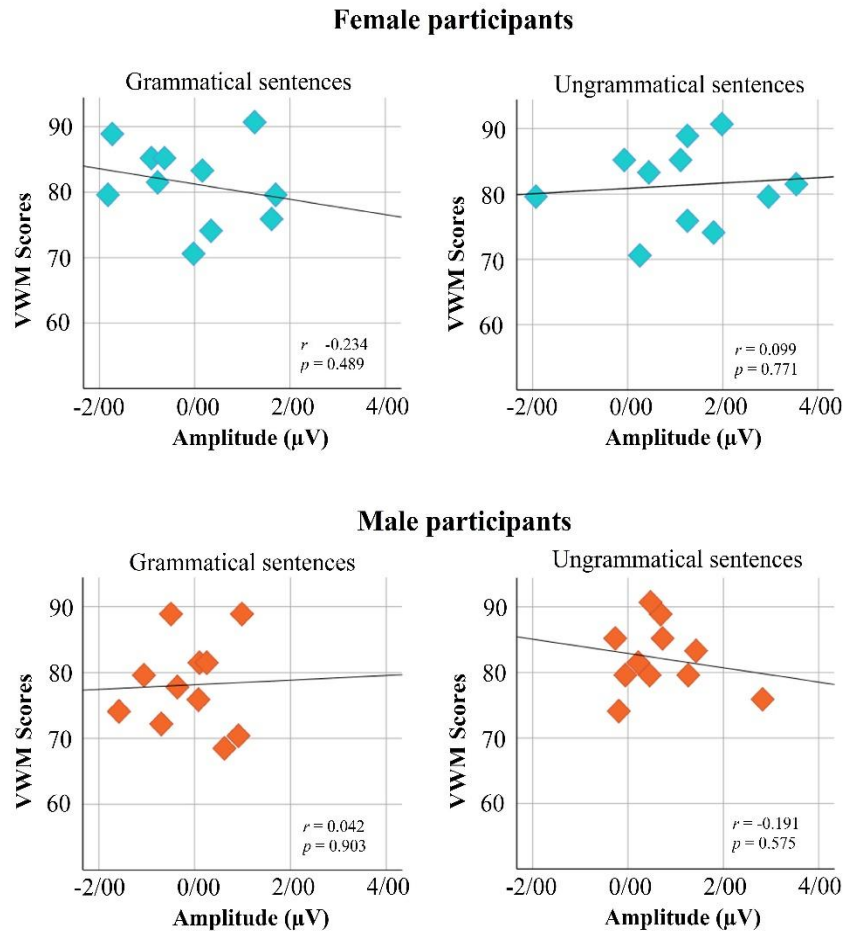 Female participants
Grammatical sentences
90
80
70
60
VWM Scores
r -0.234
p = 0.489
-2/00 0/00 2/00 4/00
Amplitude (µV)
Ungrammatical sentences
90
80
70
60
VWM Scores
r = 0.099
p = 0.771
-2/00 0/00 2/00 4/00
Amplitude (µV)
Male participants
Grammatical sentences
90
80
70
60
VWM Scores
r = 0.042
p = 0.903
-2/00 0/00 2/00 4/00
Amplitude (µV)
Ungrammatical sentences
90
80
70
60
VWM Scores
r = -0.191
p = 0.575
-2/00 0/00 2/00 4/00
Amplitude (µV)